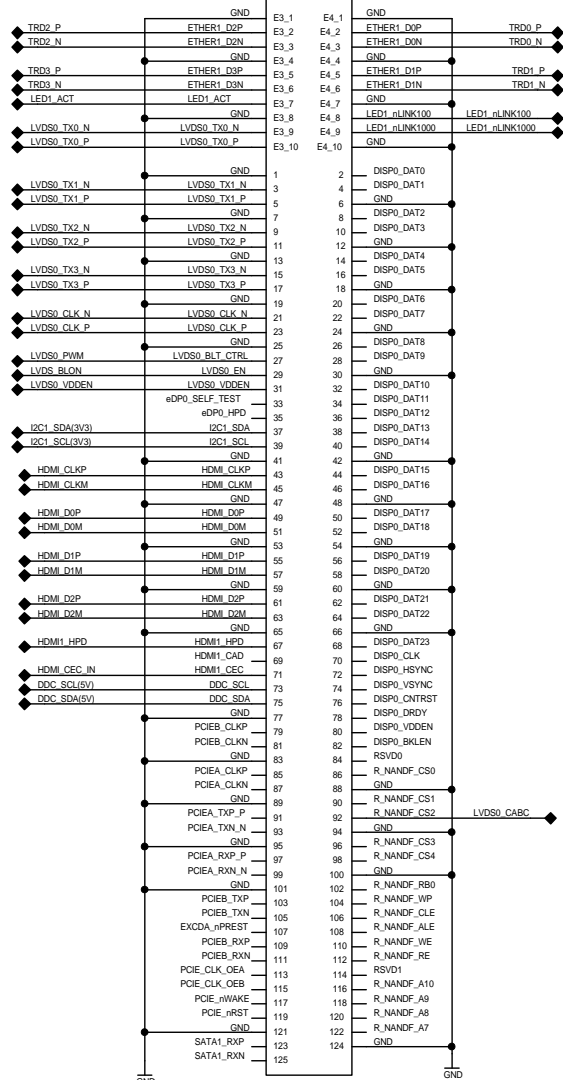 GND E3_1 E4_1 GND
TRD2_P ETHER1_D2P E3_2 E4_2 ETHER1_D0P TRD0_P
TRD2_N ETHER1_D2N E3_3 E4_3 ETHER1_D0N TRD0_N
GND E3_4 E4_4 GND
TRD3_P ETHER1_D3P E3_5 E4_5 ETHER1_D1P TRD1_P
TRD3_N ETHER1_D3N E3_6 E4_6 ETHER1_D1N TRD1_N
LED1_ACT LED1_ACT E3_7 E4_7 GND
GND E3_8 E4_8 LED1_nLINK100 LED1_nLINK100
LVDS0_TX0_N LVDS0_TX0_N E3_9 E4_9 LED1_nLINK1000 LED1_nLINK1000
LVDS0_TX0_P LVDS0_TX0_P E3_10 E4_10 GND
GND 1 2 DISP0_DAT0
LVDS0_TX1_N LVDS0_TX1_N 3 4 DISP0_DAT1
LVDS0_TX1_P LVDS0_TX1_P 5 6 GND
GND 7 8 DISP0_DAT2
LVDS0_TX2_N LVDS0_TX2_N 9 10 DISP0_DAT3
LVDS0_TX2_P LVDS0_TX2_P 11 12 GND
GND 13 14 DISP0_DAT4
LVDS0_TX3_N LVDS0_TX3_N 15 16 DISP0_DAT5
LVDS0_TX3_P LVDS0_TX3_P 17 18 GND
GND 19 20 DISP0_DAT6
LVDS0_CLK_N LVDS0_CLK_N 21 22 DISP0_DAT7
LVDS0_CLK_P LVDS0_CLK_P 23 24 GND
GND 25 26 DISP0_DAT8
LVDS0_PWM LVDS0_BLT_CTRL 27 28 DISP0_DAT9
LVDS_BLON LVDS0_EN 29 30 GND
LVDS0_VDDEN LVDS0_VDDEN 31 32 DISP0_DAT10
eDP0_SELF_TEST 33 34 DISP0_DAT11
eDP0_HPD 35 36 DISP0_DAT12
I2C1_SDA(3V3) I2C1_SDA 37 38 DISP0_DAT13
I2C1_SCL(3V3) I2C1_SCL 39 40 DISP0_DAT14
GND 41 42 GND
HDMI_CLKP HDMI_CLKP 43 44 DISP0_DAT15
HDMI_CLKM HDMI_CLKM 45 46 DISP0_DAT16
GND 47 48 GND
HDMI_D0P HDMI_D0P 49 50 DISP0_DAT17
HDMI_D0M HDMI_D0M 51 52 DISP0_DAT18
GND 53 54 GND
HDMI_D1P HDMI_D1P 55 56 DISP0_DAT19
HDMI_D1M HDMI_D1M 57 58 DISP0_DAT20
GND 59 60 GND
HDMI_D2P HDMI_D2P 61 62 DISP0_DAT21
HDMI_D2M HDMI_D2M 63 64 DISP0_DAT22
GND 65 66 GND
HDMI1_HPD HDMI1_HPD 67 68 DISP0_DAT23
HDMI1_CAD 69 70 DISP0_CLK
HDMI_CEC_IN HDMI1_CEC 71 72 DISP0_HSYNC
DDC_SCL(5V) DDC_SCL 73 74 DISP0_VSYNC
DDC_SDA(5V) DDC_SDA 75 76 DISP0_CNTRST
GND 77 78 DISP0_DRDY
PCIEB_CLKP 79 80 DISP0_VDDEN
PCIEB_CLKN 81 82 DISP0_BKLEN
GND 83 84 RSVD0
PCIEA_CLKP 85 86 R_NANDF_CS0
PCIEA_CLKN 87 88 GND
GND 89 90 R_NANDF_CS1
PCIEA_TXP_P 91 92 R_NANDF_CS2 LVDS0_CABC
PCIEA_TXN_N 93 94 GND
GND 95 96 R_NANDF_CS3
PCIEA_RXP_P 97 98 R_NANDF_CS4
PCIEA_RXN_N 99 100 GND
GND 101 102 R_NANDF_RB0
PCIEB_TXP 103 104 R_NANDF_WP
PCIEB_TXN 105 106 R_NANDF_CLE
EXCDA_nPREST 107 108 R_NANDF_ALE
PCIEB_RXP 109 110 R_NANDF_WE
PCIEB_RXN 111 112 R_NANDF_RE
PCIE_CLK_OEA 113 114 RSVD1
PCIE_CLK_OEB 115 116 R_NANDF_A10
PCIE_nWAKE 117 118 R_NANDF_A9
PCIE_nRST 119 120 R_NANDF_A8
GND 121 122 R_NANDF_A7
SATA1_RXP 123 124 GND
SATA1_RXN 125
GND GND